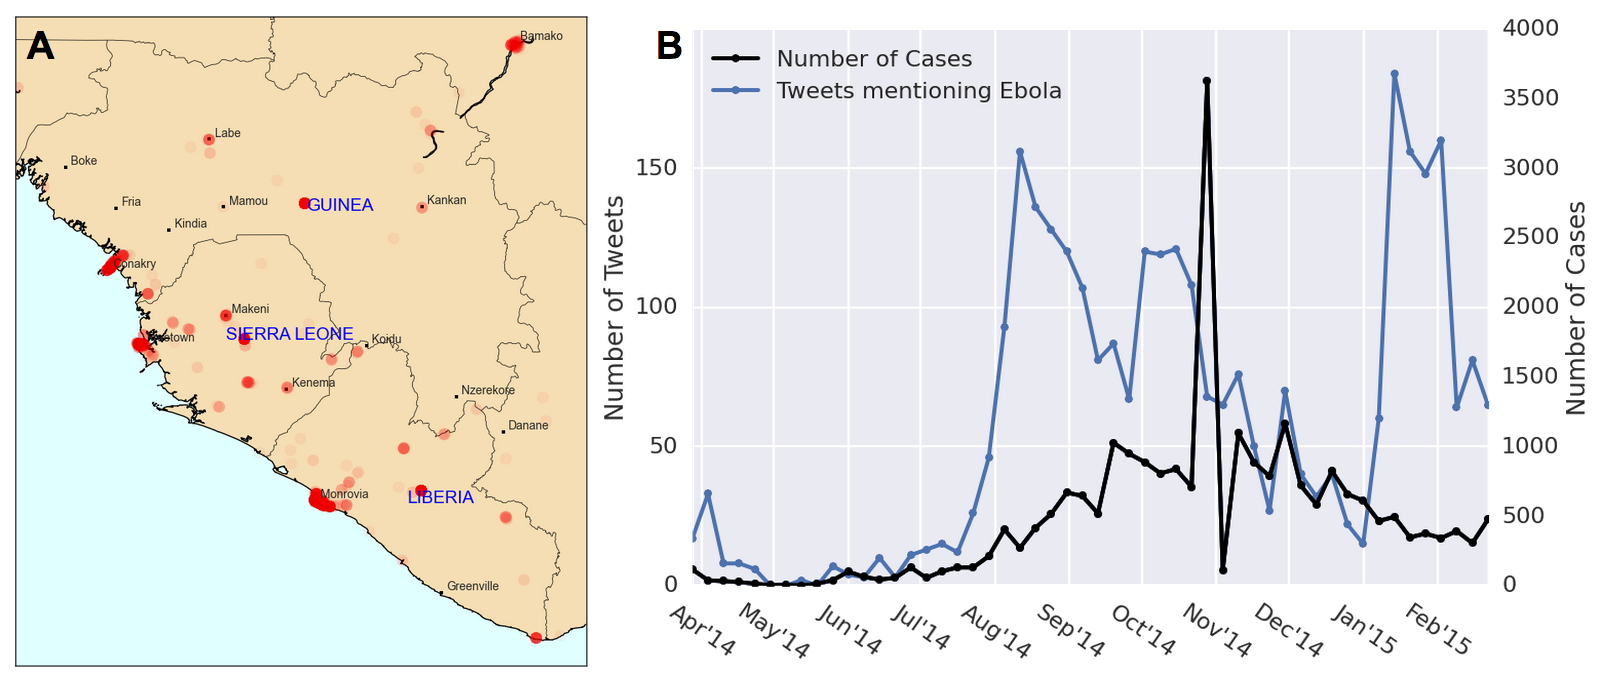 A
Bamako
Labe
Boke
Fria
Mamou
GUINEA
Kankan
Kindia
Conakry
Makeni
SIERRA LEONE
Koidu
Kenema
Nzerekore
Danane
Monrovia
LIBERIA
Greenville
B
Number of Cases
Tweets mentioning Ebola
Number of Tweets
150
100
50
0
4000
3500
3000
2500
2000
1500
1000
500
0
Number of Cases
Apr'14
May'14
Jun'14
Jul'14
Aug'14
Sep'14
Oct'14
Nov'14
Dec'14
Jan'15
Feb'15